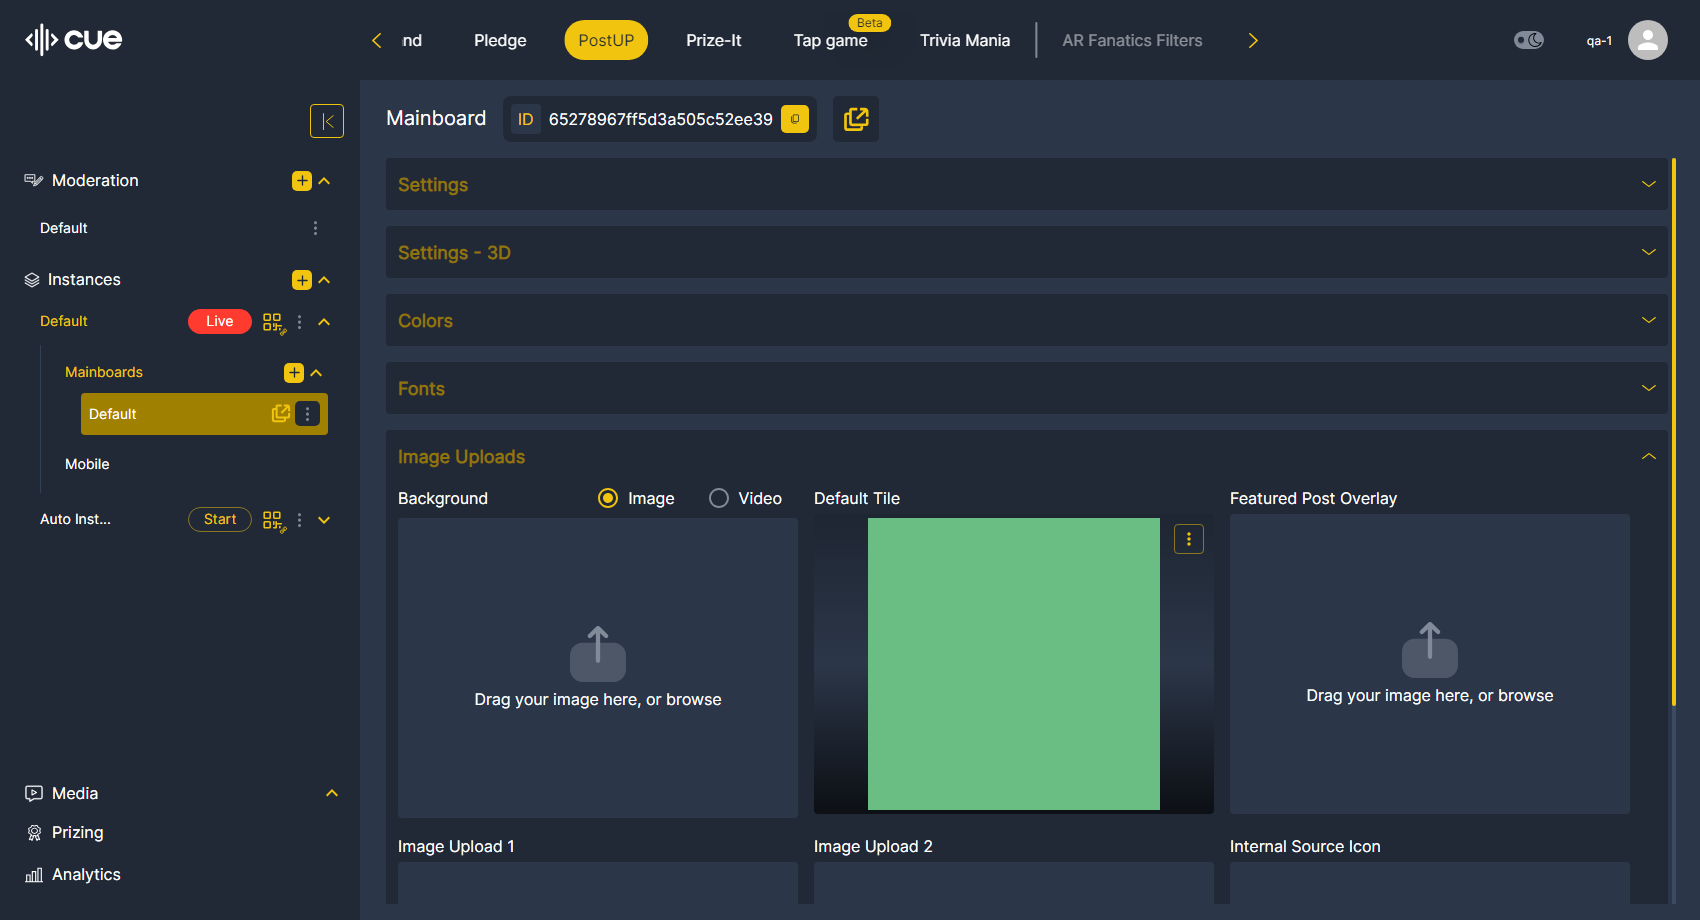 cue
nd
Pledge
PostUP
Prize-It
Beta
Tap game
Trivia Mania
AR Fanatics Filters
qa-1
Mainboard
ID 65278967ff5d3a505c52ee39
Moderation
Default
Instances
Default Live
Mainboards
Default
Mobile
Auto Inst... Start
Media
Prizing
Analytics
Settings
Settings - 3D
Colors
Fonts
Image Uploads
Background Image Video
Drag your image here, or browse
Default Tile
Featured Post Overlay
Drag your image here, or browse
Image Upload 1
Image Upload 2
Internal Source Icon